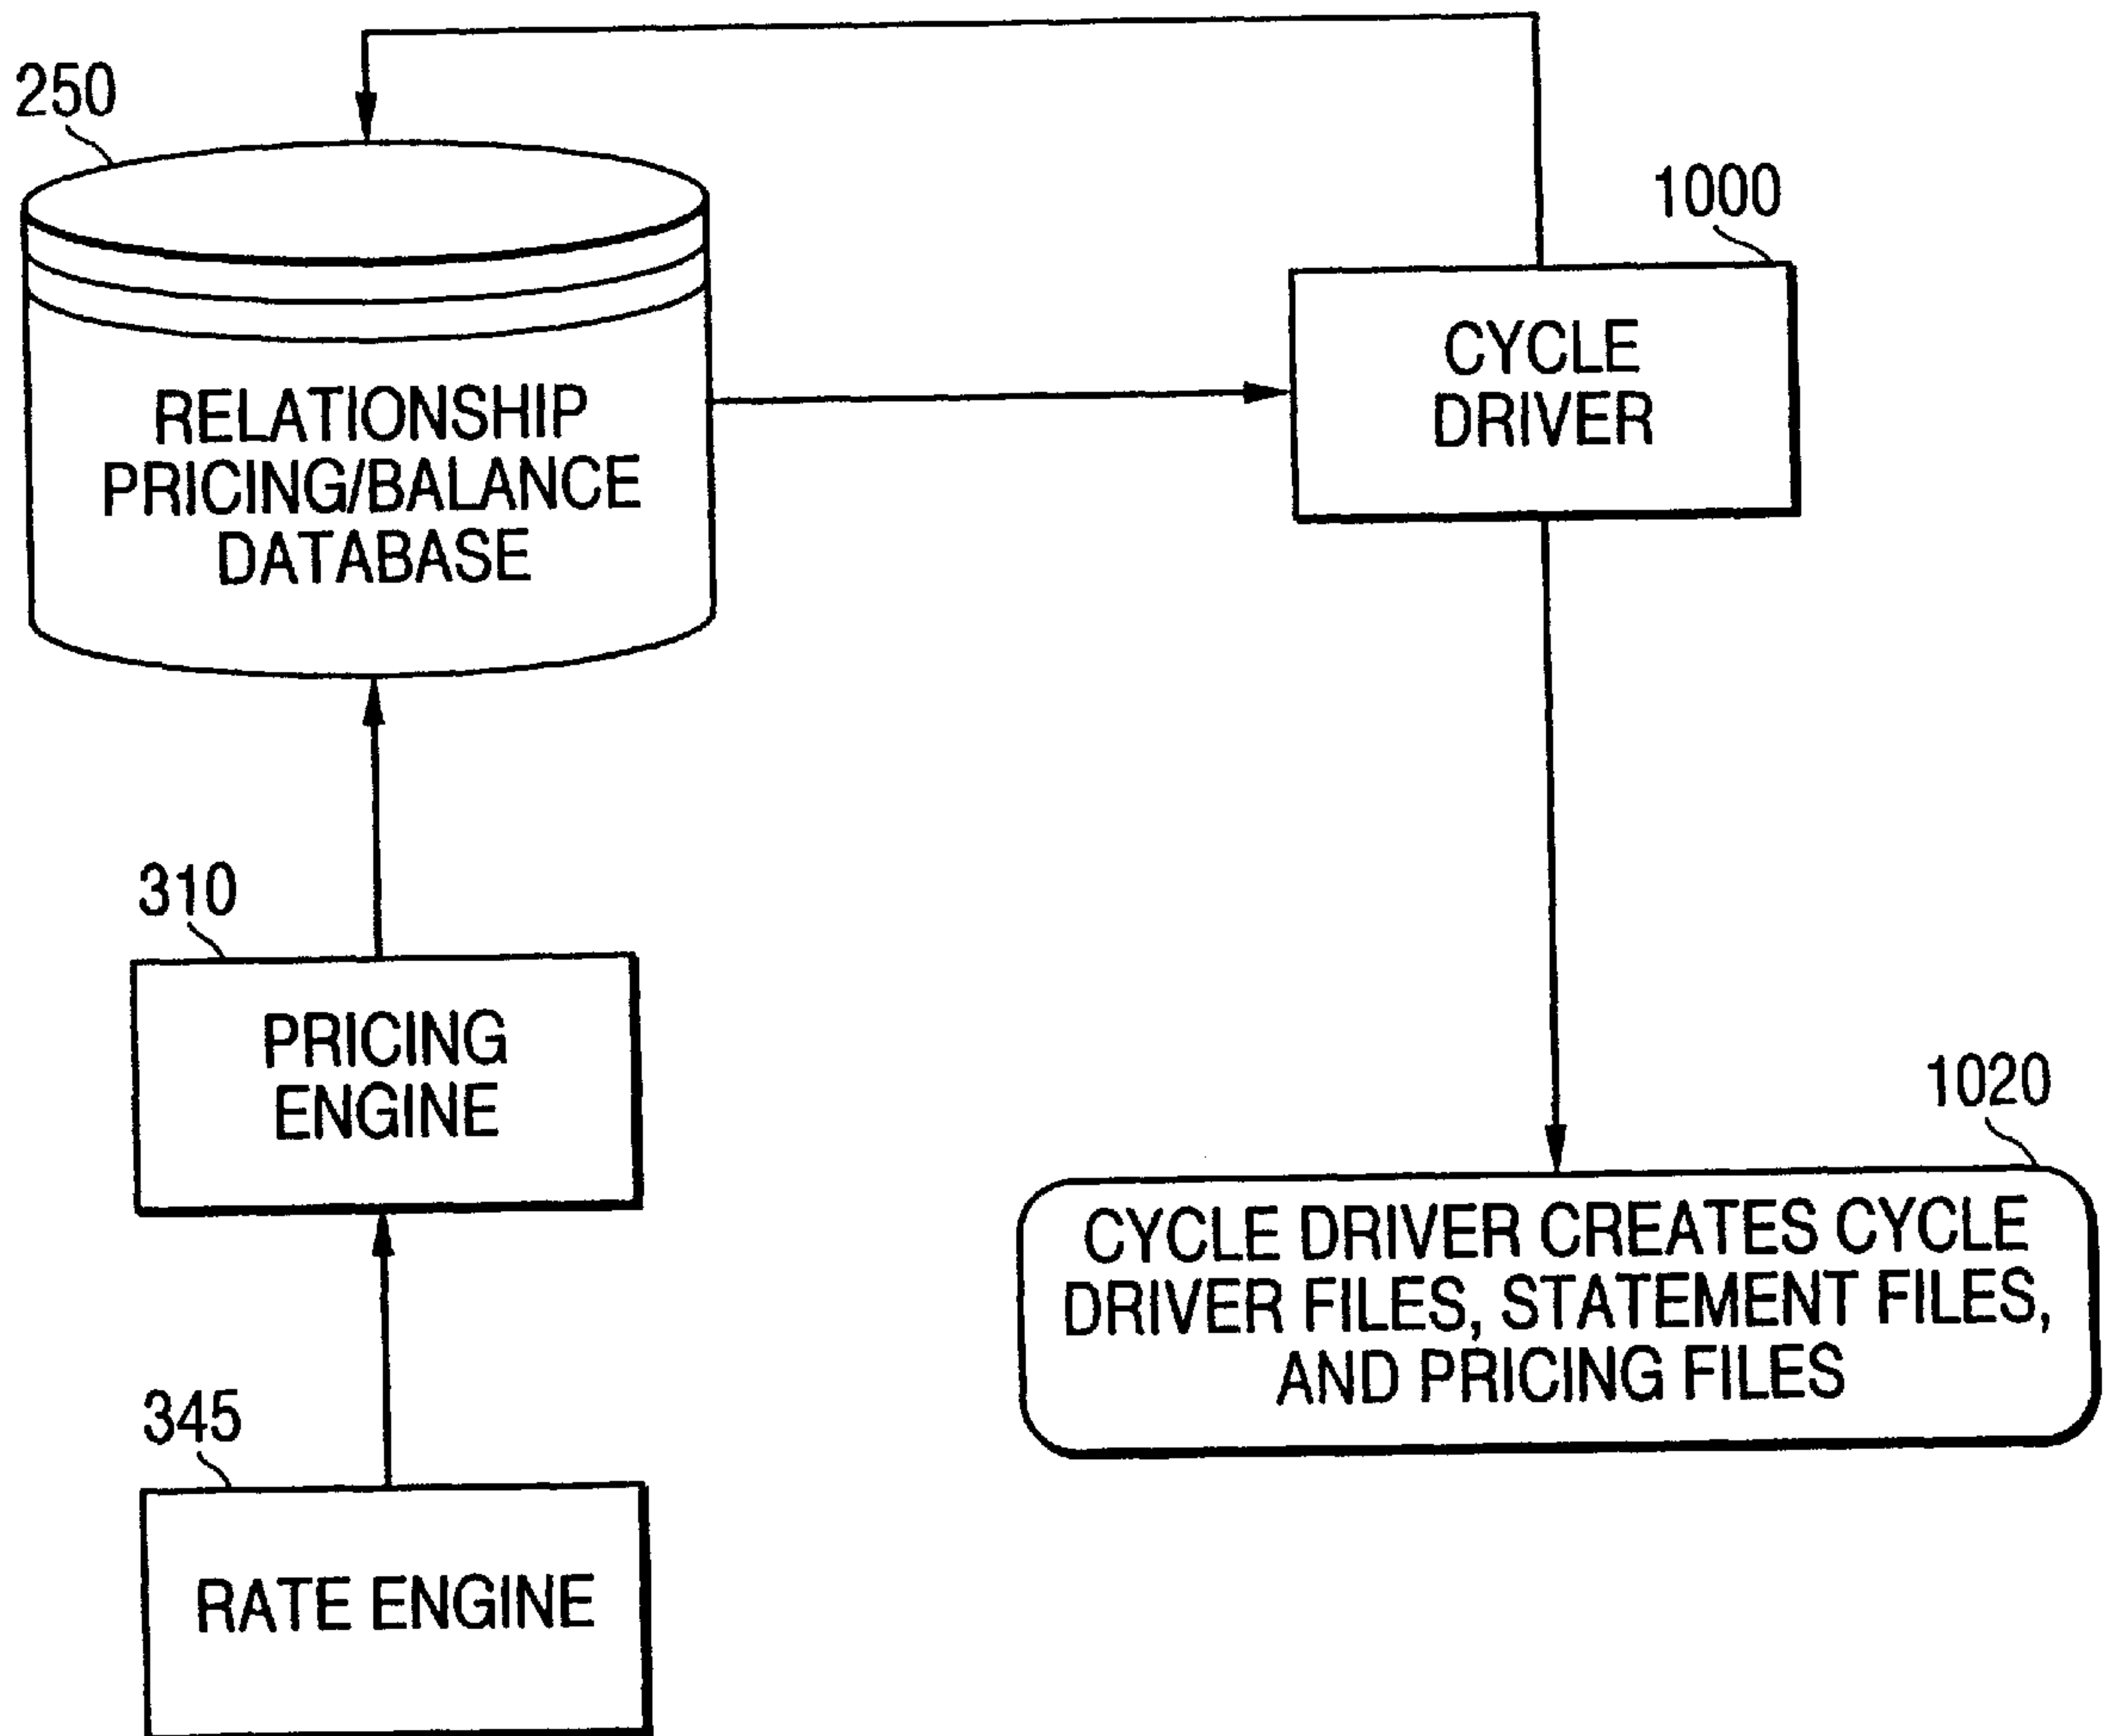 250
RELATIONSHIP
PRICING/BALANCE
DATABASE
1000
CYCLE
DRIVER
310
PRICING
ENGINE
345
RATE ENGINE
1020
CYCLE DRIVER CREATES CYCLE
DRIVER FILES, STATEMENT FILES,
AND PRICING FILES